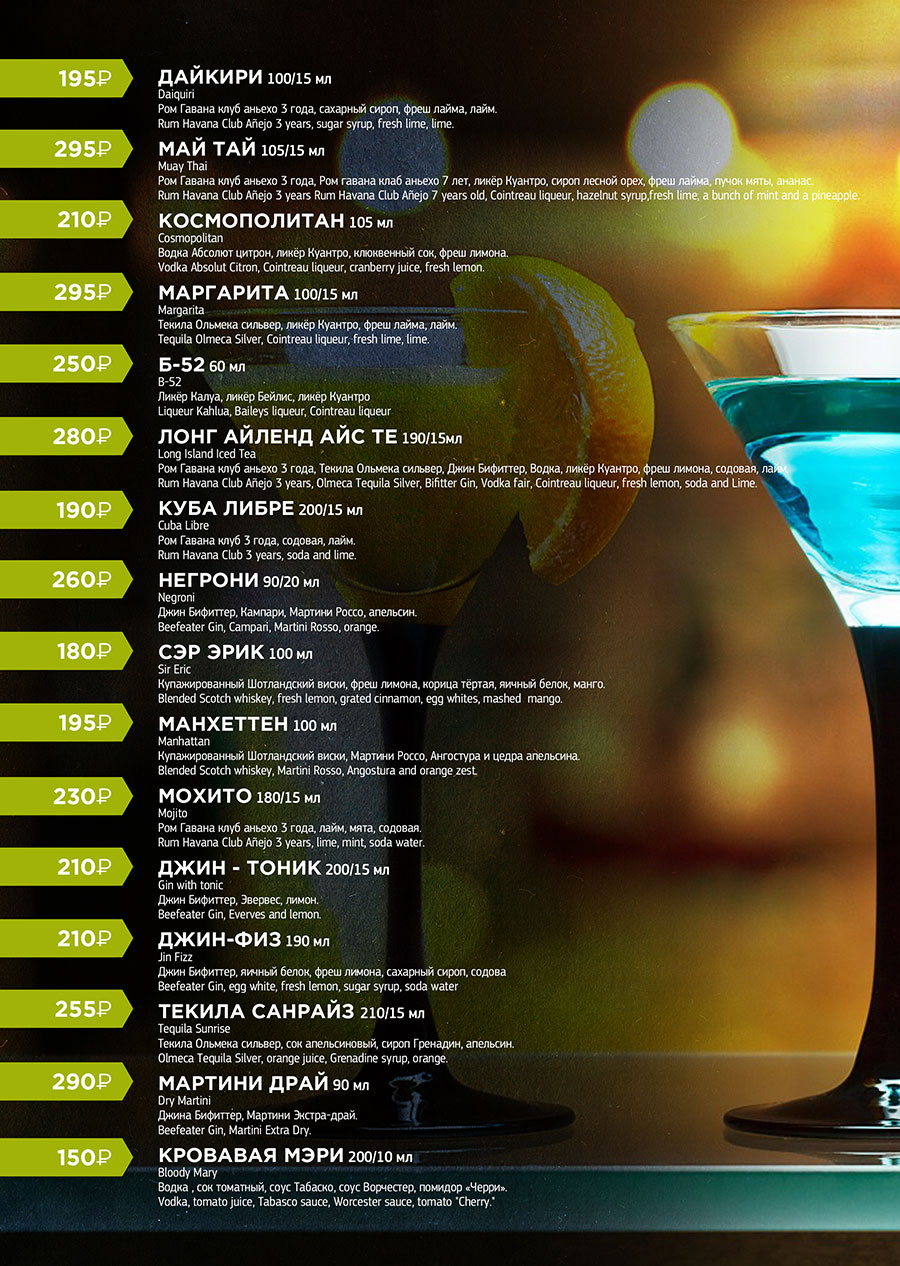 195₽
ДАЙКИРИ 100/15 мл
Daiquiri
Ром Гавана клуб аньехо 3 года, сахарный сироп, фреш лайма, лайм.
Rum Havana Club Añejo 3 years, sugar syrup, fresh lime, lime.
295₽
МАЙ ТАЙ 105/15 мл
Muay Thai
Ром Гавана клуб аньехо 3 года, Ром гавана клаб аньехо 7 лет, ликёр Куантро, сироп лесной орех, фреш лайма, пучок мяты, ананас.
Rum Havana Club Añejo 3 years Rum Havana Club Añejo 7 years old, Cointreau liqueur, hazelnut syrup,fresh lime, a bunch of mint and a pineapple.
210₽
КОСМОПОЛИТАН 105 мл
Cosmopolitan
Водка Абсолют цитрон, ликёр Куантро, клюквенный сок, фреш лимона.
Vodka Absolut Citron, Cointreau liqueur, cranberry juice, fresh lemon.
295₽
МАРГАРИТА 100/15 мл
Margarita
Текила Ольмека сильвер, ликёр Куантро, фреш лайма, лайм.
Tequila Olmeca Silver, Cointreau liqueur, fresh lime, lime.
250₽
Б-52 60 мл
B-52
Ликёр Калуа, ликёр Бейлис, ликёр Куантро
Liqueur Kahlua, Baileys liqueur, Cointreau liqueur
280₽
ЛОНГ АЙЛЕНД АЙС ТЕ 190/15мл
Long Island Iced Tea
Ром Гавана клуб аньехо 3 года, Текила Ольмека сильвер, Джин Бифиттер, Водка, ликёр Куантро, фреш лимона, содовая, лайм.
Rum Havana Club Añejo 3 years, Olmeca Tequila Silver, Bifitter Gin, Vodka fair, Cointreau liqueur, fresh lemon, soda and Lime.
190₽
КУБА ЛИБРЕ 200/15 мл
Cuba Libre
Ром Гавана клуб 3 года, содовая, лайм.
Rum Havana Club 3 years, soda and lime.
260₽
НЕГРОНИ 90/20 мл
Negroni
Джин Бифиттер, Кампари, Мартини Россо, апельсин.
Beefeater Gin, Campari, Martini Rosso, orange.
180₽
СЭР ЭРИК 100 мл
Sir Eric
Купажированный Шотландский виски, фреш лимона, корица тёртая, яичный белок, манго.
Blended Scotch whiskey, fresh lemon, grated cinnamon, egg whites, mashed mango.
195₽
МАНХЕТТЕН 100 мл
Manhattan
Купажированный Шотландский виски, Мартини Россо, Ангостура и цедра апельсина.
Blended Scotch whiskey, Martini Rosso, Angostura and orange zest.
230₽
МОХИТО 180/15 мл
Mojito
Ром Гавана клуб аньехо 3 года, лайм, мята, содовая.
Rum Havana Club Añejo 3 years, lime, mint, soda water.
210₽
ДЖИН - ТОНИК 200/15 мл
Gin with tonic
Джин Бифиттер, Эвервес, лимон.
Beefeater Gin, Everves and lemon.
210₽
ДЖИН-ФИЗ 190 мл
Jin Fizz
Джин Бифиттер, яичный белок, фреш лимона, сахарный сироп, содова
Beefeater Gin, egg white, fresh lemon, sugar syrup, soda water
255₽
ТЕКИЛА САНРАЙЗ 210/15 мл
Tequila Sunrise
Текила Ольмека сильвер, сок апельсиновый, сироп Гренадин, апельсин.
Olmeca Tequila Silver, orange juice, Grenadine syrup, orange.
290₽
МАРТИНИ ДРАЙ 90 мл
Dry Martini
Джина Бифиттер, Мартини Экстра-драй.
Beefeater Gin, Martini Extra Dry.
150₽
КРОВАВАЯ МЭРИ 200/10 мл
Bloody Mary
Водка , сок томатный, соус Табаско, соус Ворчестер, помидор «Черри».
Vodka, tomato juice, Tabasco sauce, Worcester sauce, tomato "Cherry."